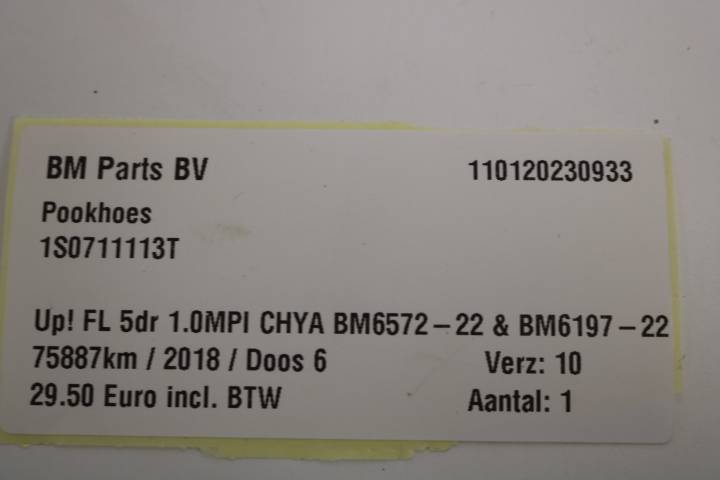 BM Parts BV 110120230933
Pookhoes
1S0711113T
Up! FL 5dr 1.0MPI CHYA BM6572-22 & BM6197-22
75887km / 2018 / Doos 6 Verz: 10
29.50 Euro incl. BTW Aantal: 1